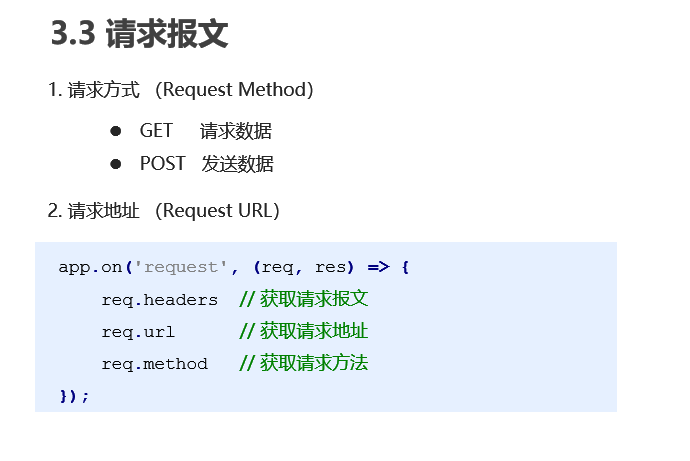 3.3 请求报文
1. 请求方式 （Request Method）
● GET 请求数据
● POST 发送数据
2. 请求地址 （Request URL）
app.on('request', (req, res) => {
    req.headers  // 获取请求报文
    req.url      // 获取请求地址
    req.method   // 获取请求方法
});